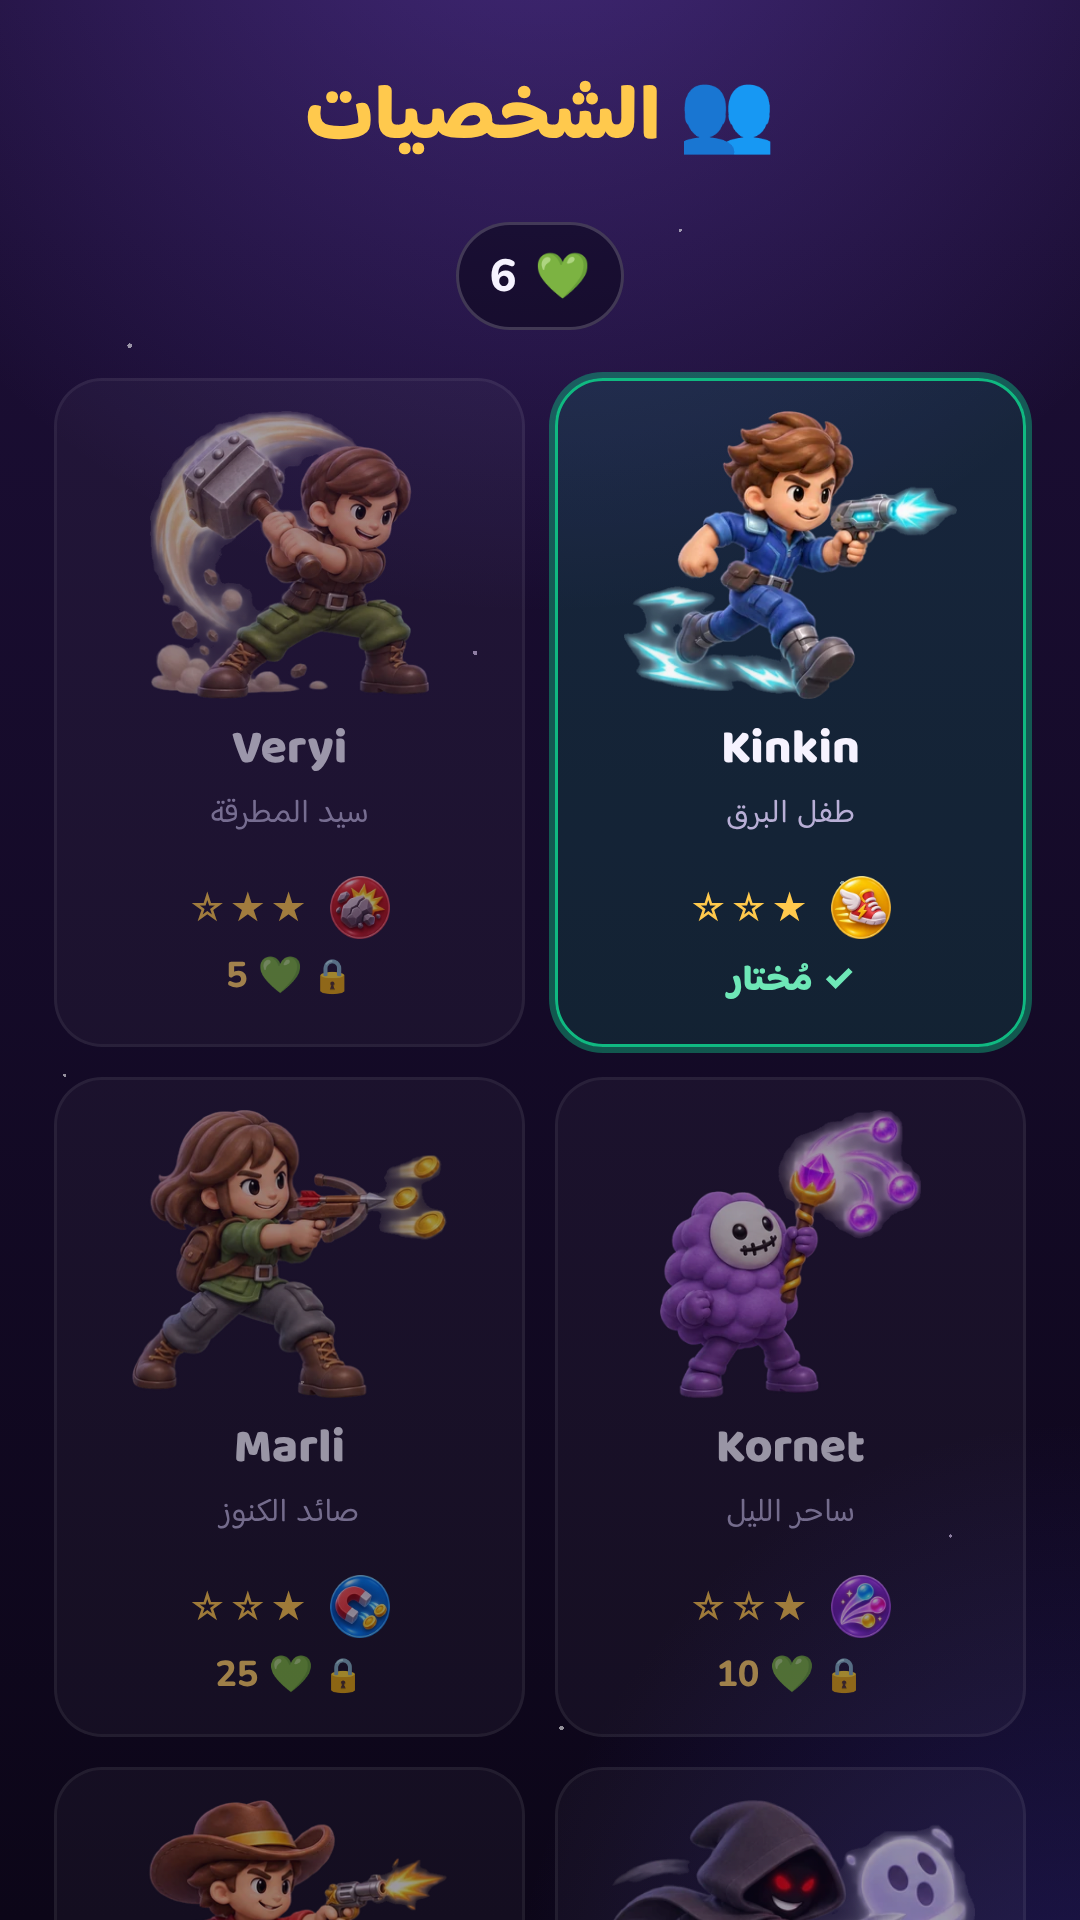 👥 الشخصيات
6 💚
Kinkin
طفل البرق
★ ☆ ☆
✓ مُختار
Veryi
سيد المطرقة
★ ★ ☆
🔒 💚 5
Kornet
ساحر الليل
★ ☆ ☆
🔒 💚 10
Marli
صائد الكنوز
★ ☆ ☆
🔒 💚 25